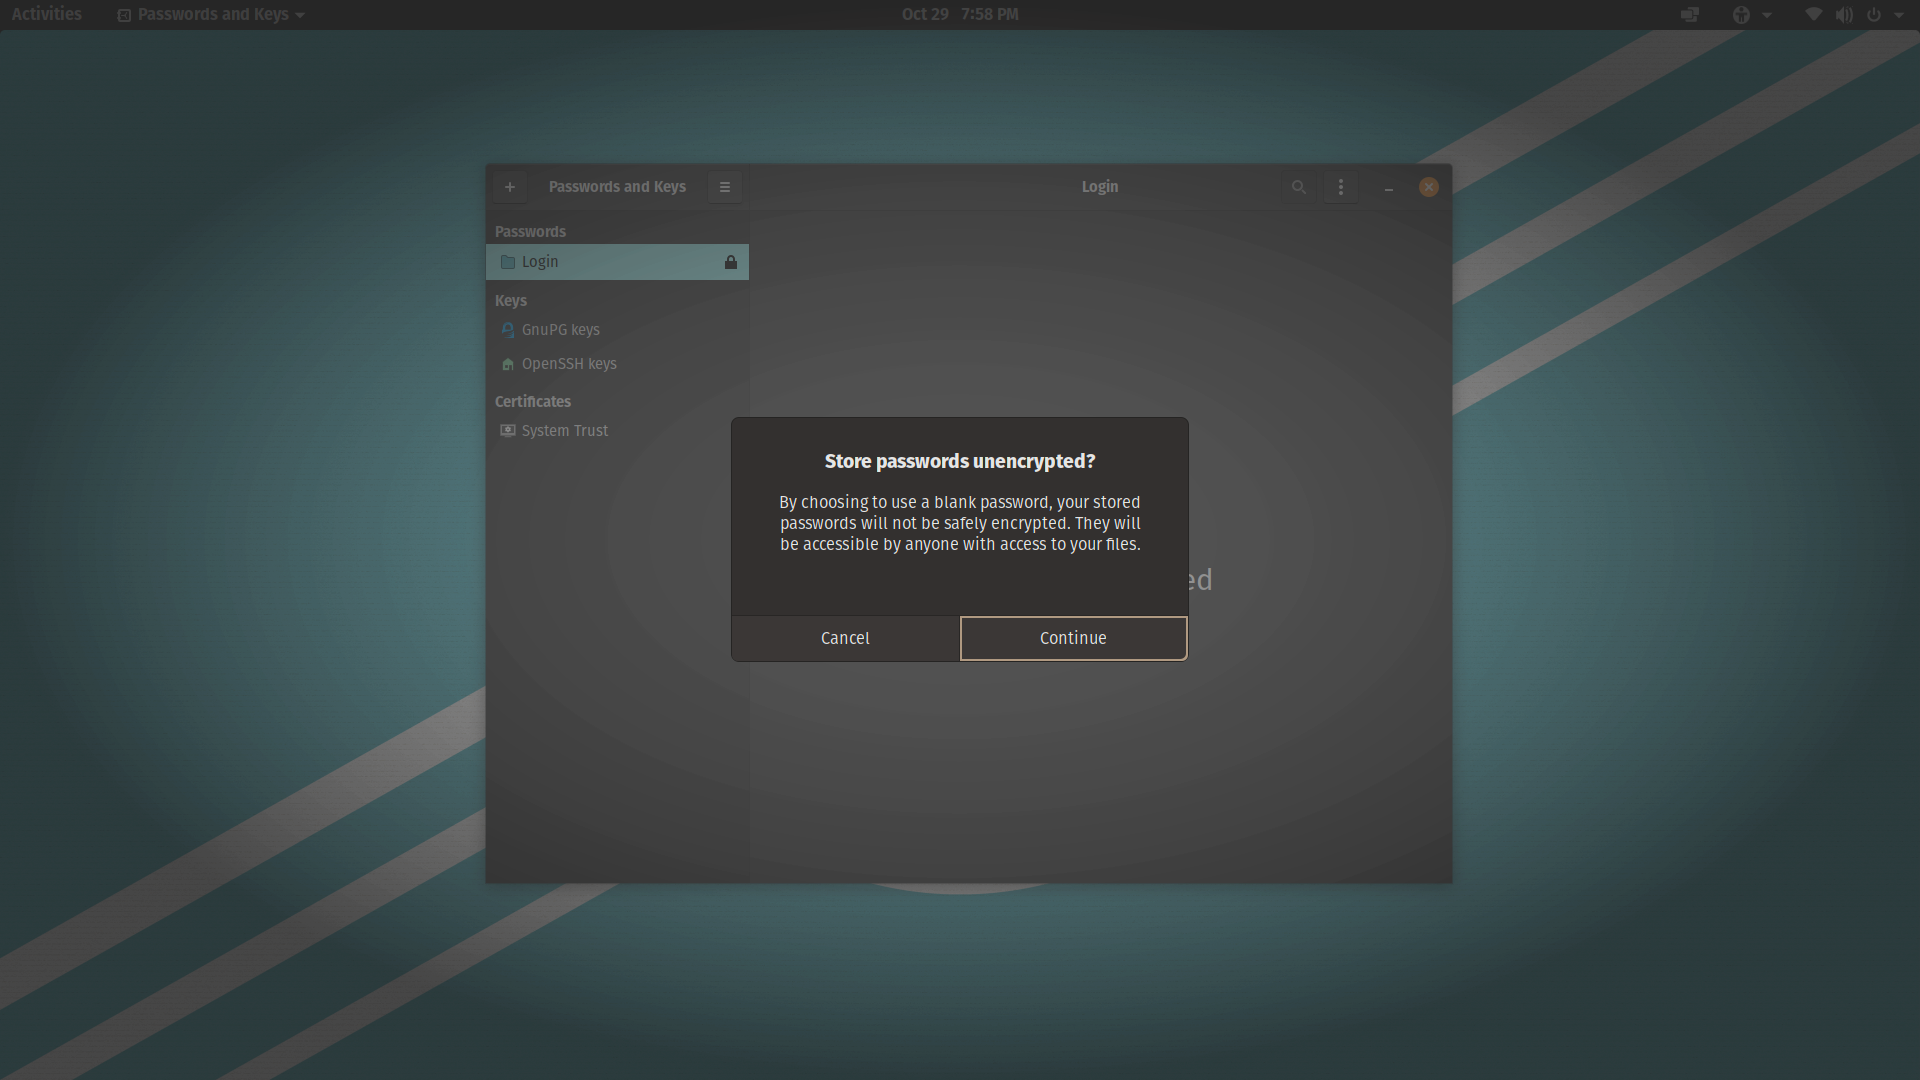 Activities
Passwords and Keys
Oct 29 7:58 PM
Passwords and Keys
Login
Passwords
Login
Keys
GnuPG keys
OpenSSH keys
Certificates
System Trust
Store passwords unencrypted?
By choosing to use a blank password, your stored
passwords will not be safely encrypted. They will
be accessible by anyone with access to your files.
Cancel
Continue